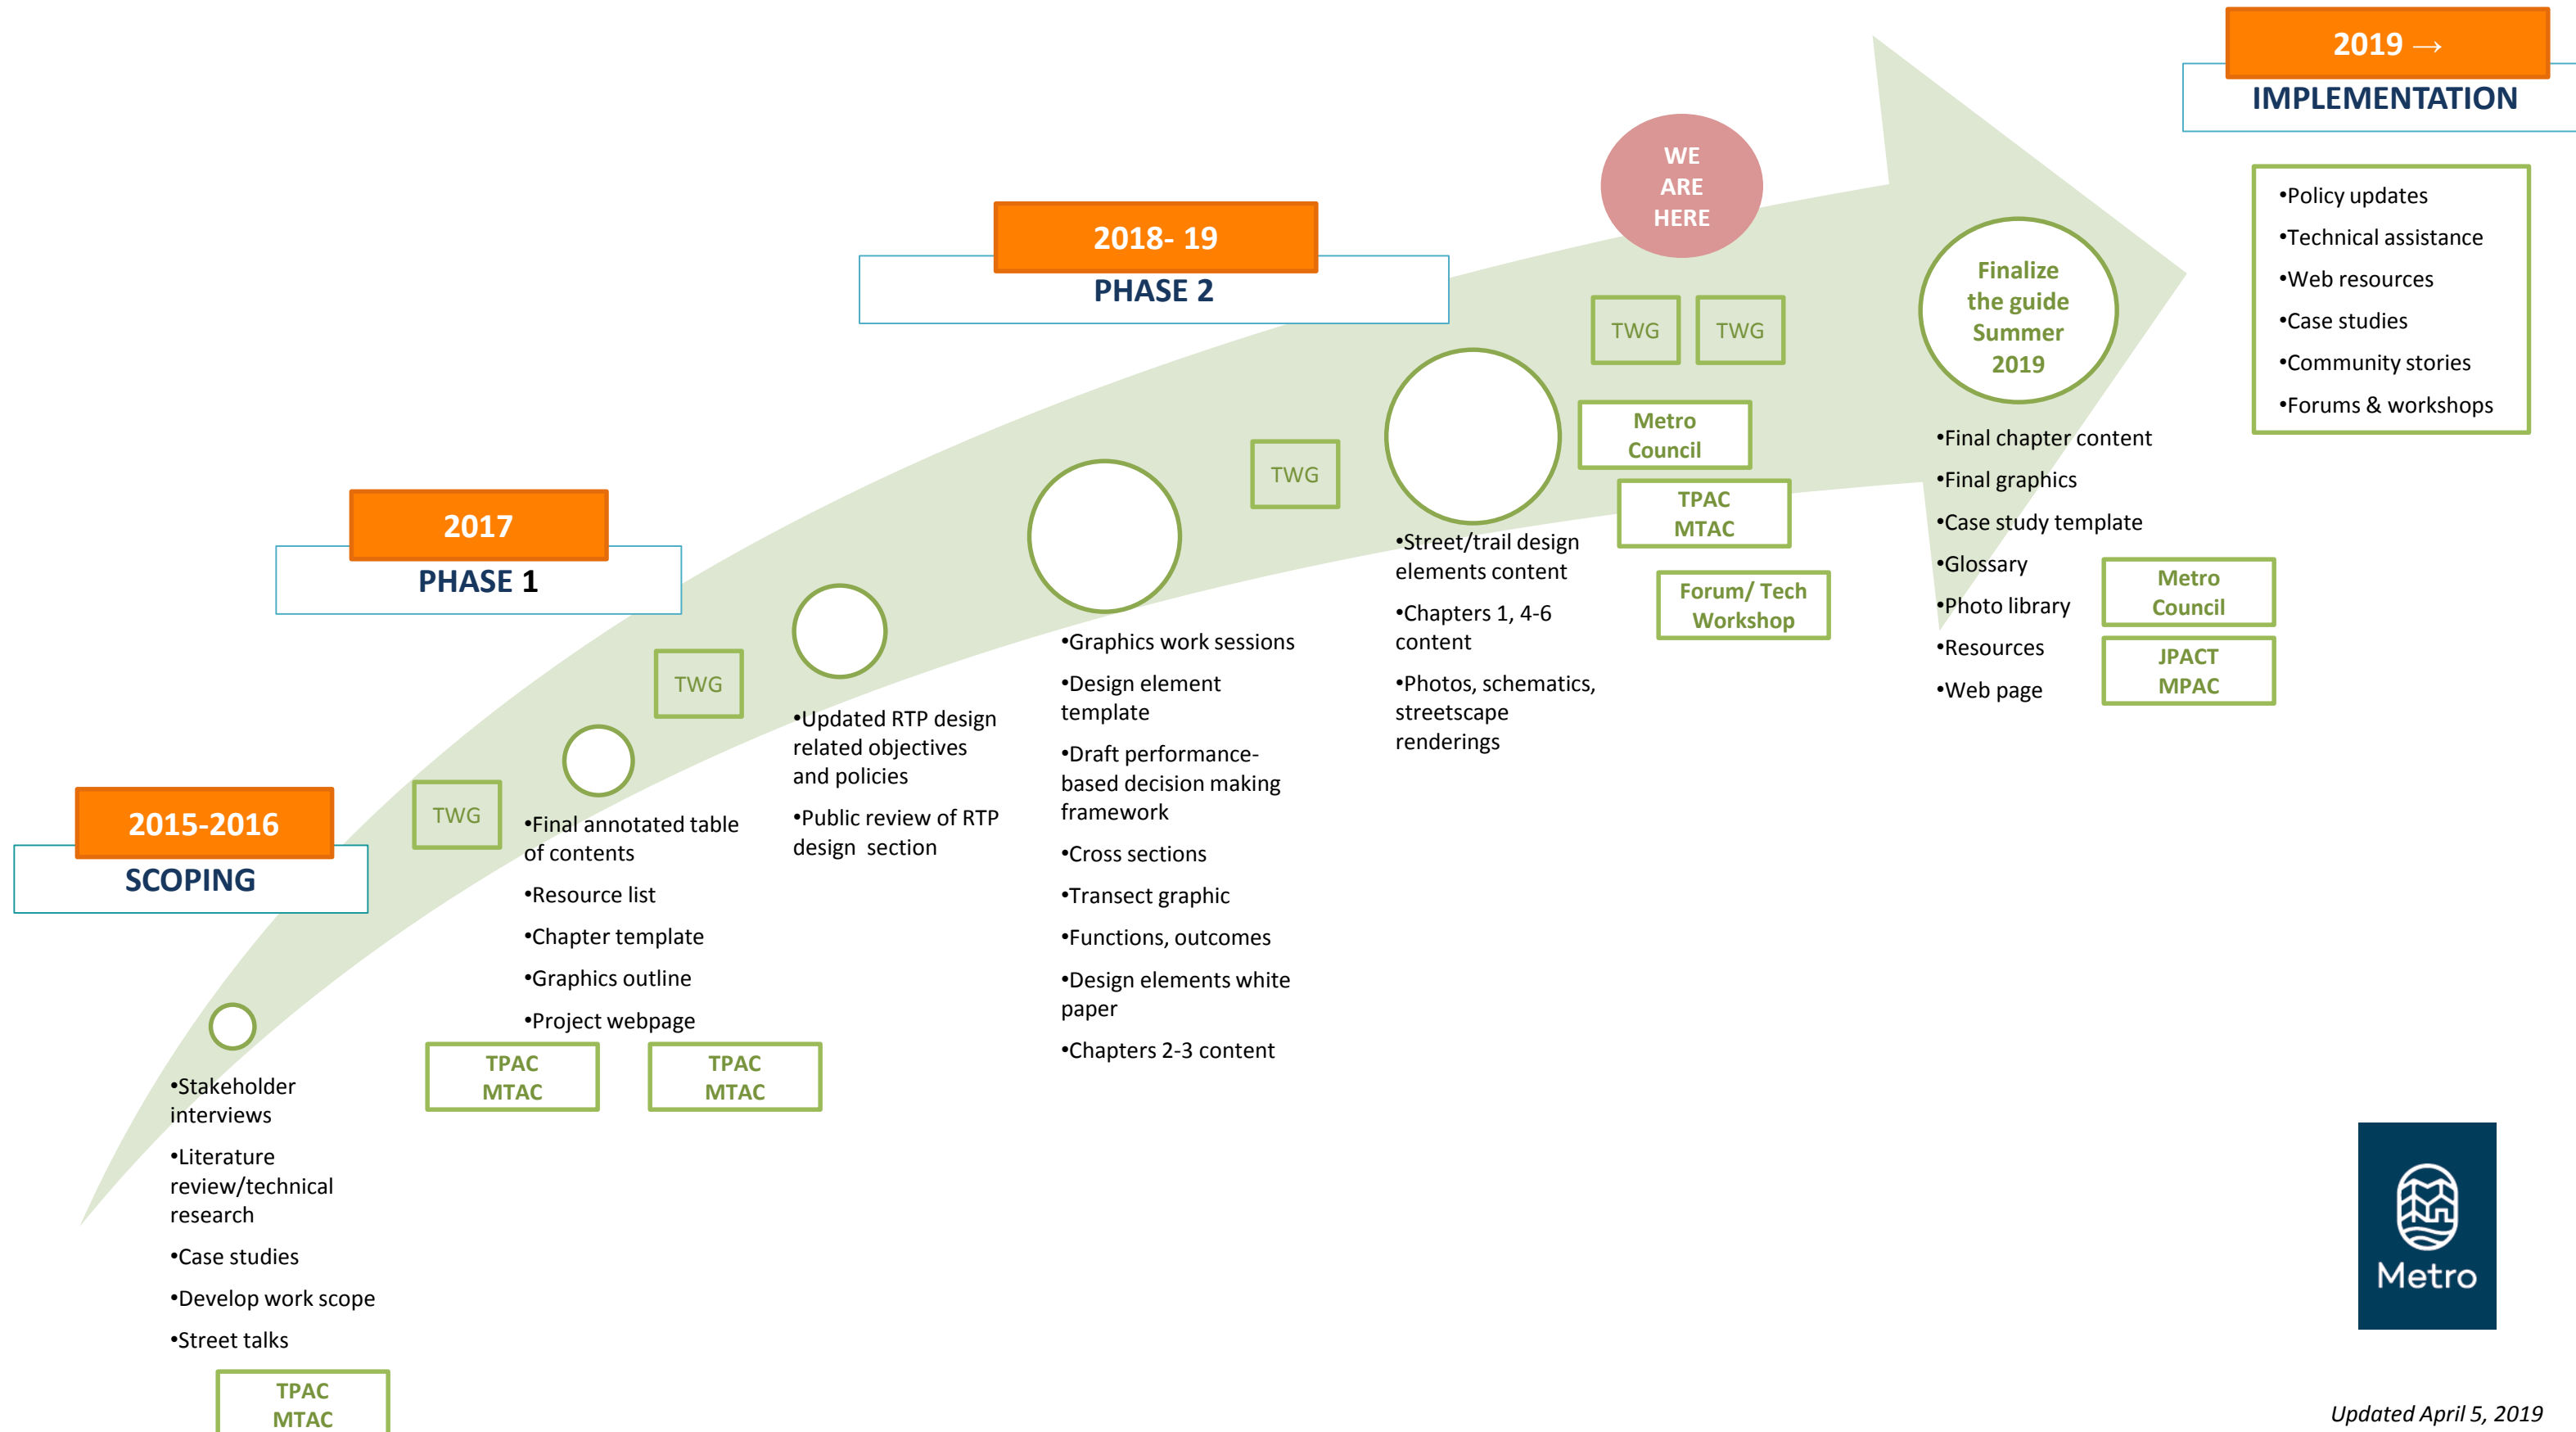 2015-2016
SCOPING
•Stakeholder
interviews
•Literature
review/technical
research
•Case studies
•Develop work scope
•Street talks
TPAC
MTAC
2017
PHASE 1
TWG
TWG
•Final annotated table
of contents
•Resource list
•Chapter template
•Graphics outline
•Project webpage
TPAC
MTAC
TPAC
MTAC
•Updated RTP design
related objectives
and policies
•Public review of RTP
design section
2018- 19
PHASE 2
•Graphics work sessions
•Design element
template
•Draft performance-
based decision making
framework
•Cross sections
•Transect graphic
•Functions, outcomes
•Design elements white
paper
•Chapters 2-3 content
TWG
•Street/trail design
elements content
•Chapters 1, 4-6
content
•Photos, schematics,
streetscape
renderings
WE
ARE
HERE
TWG
TWG
Metro
Council
TPAC
MTAC
Forum/ Tech
Workshop
Finalize
the guide
Summer
2019
•Final chapter content
•Final graphics
•Case study template
•Glossary
•Photo library
•Resources
•Web page
Metro
Council
JPACT
MPAC
2019 →
IMPLEMENTATION
•Policy updates
•Technical assistance
•Web resources
•Case studies
•Community stories
•Forums & workshops
Metro
Updated April 5, 2019